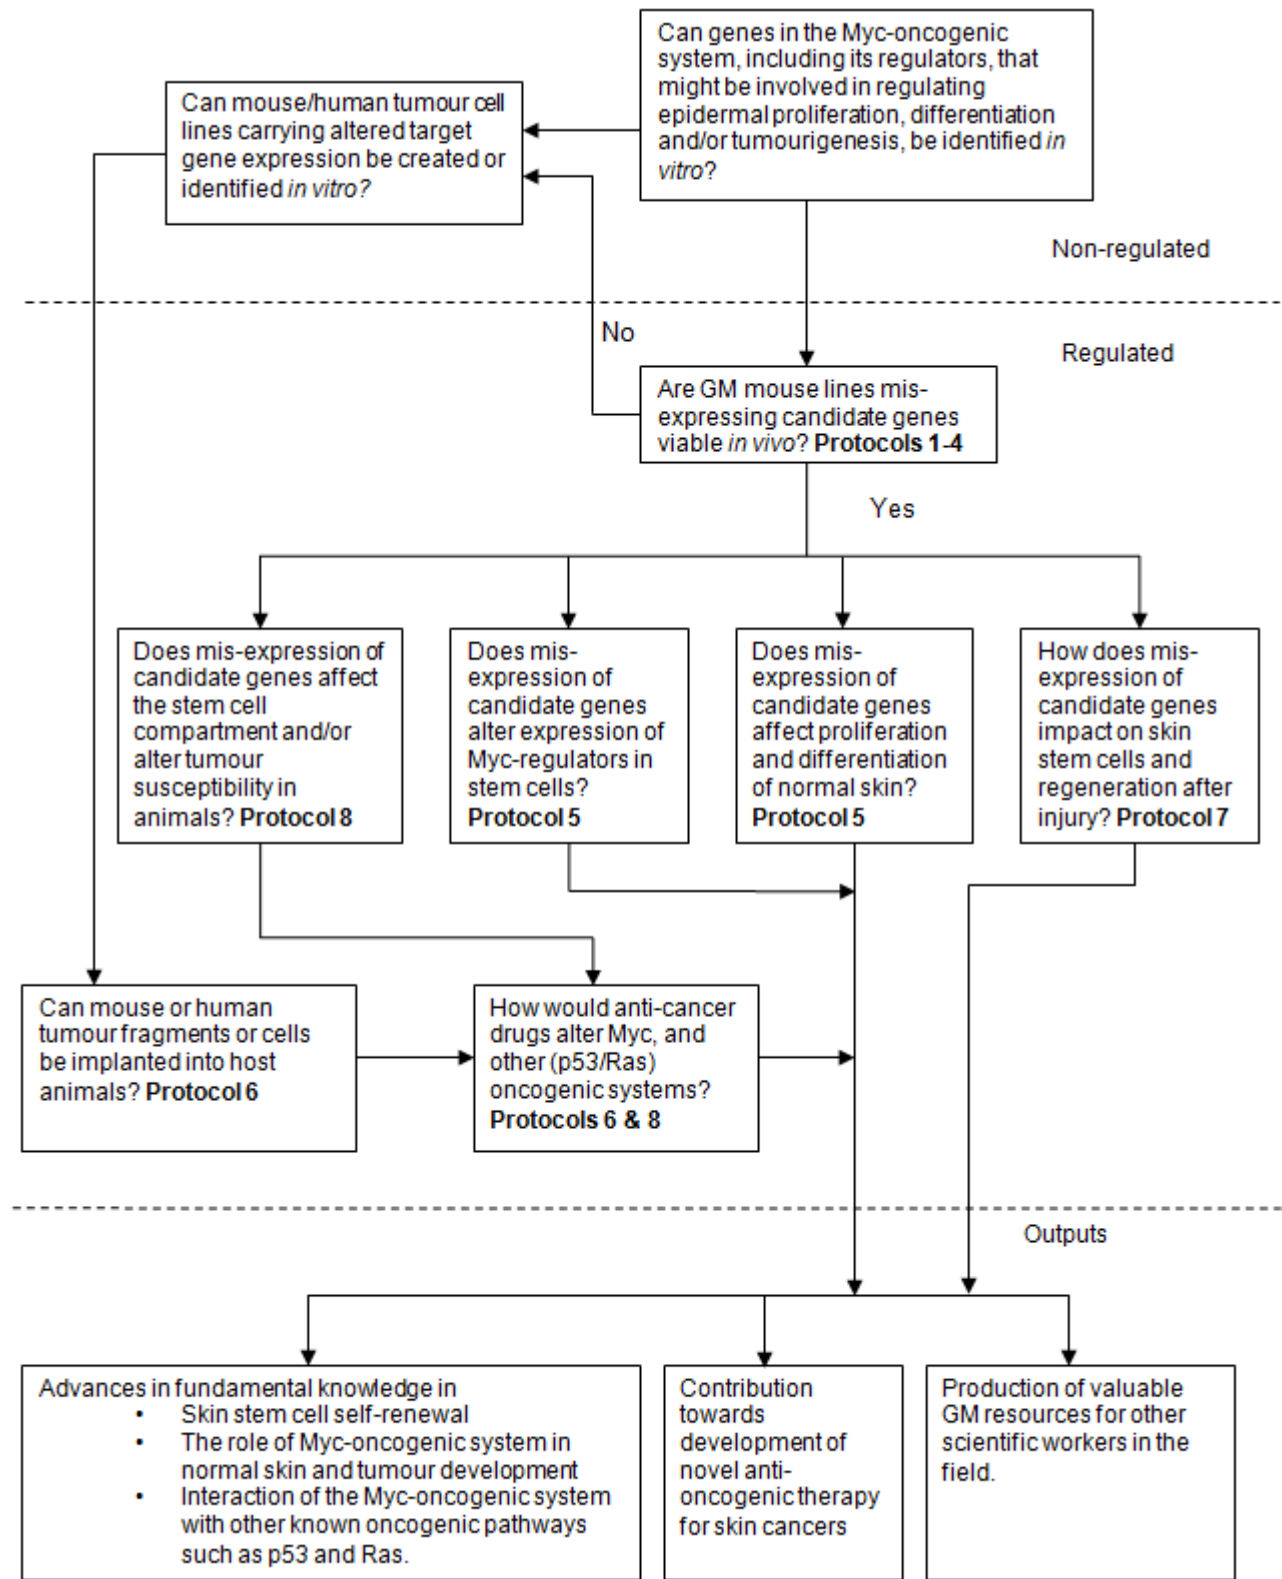 Can genes in the Myc-oncogenic
system, including its regulators, that
might be involved in regulating
epidermal proliferation, differentiation
and/or tumourigenesis, be identified in
vitro?
Can mouse/human tumour cell
lines carrying altered target
gene expression be created or
identified in vitro?
Non-regulated
No
Regulated
Are GM mouse lines mis-
expressing candidate genes
viable in vivo? Protocols 1-4
Yes
Does mis-expression of
candidate genes affect
the stem cell
compartment and/or
alter tumour
susceptibility in
animals? Protocol 8
Does mis-
expression of
candidate genes
alter expression of
Myc-regulators in
stem cells?
Protocol 5
Does mis-
expression of
candidate genes
affect proliferation
and differentiation
of normal skin?
Protocol 5
How does mis-
expression of
candidate genes
impact on skin
stem cells and
regeneration after
injury? Protocol 7
Can mouse or human
tumour fragments or cells
be implanted into host
animals? Protocol 6
How would anti-cancer
drugs alter Myc, and
other (p53/Ras)
oncogenic systems?
Protocols 6 & 8
Outputs
Advances in fundamental knowledge in
• Skin stem cell self-renewal
• The role of Myc-oncogenic system in
normal skin and tumour development
• Interaction of the Myc-oncogenic system
with other known oncogenic pathways
such as p53 and Ras.
Contribution
towards
development of
novel anti-
oncogenic therapy
for skin cancers
Production of valuable
GM resources for other
scientific workers in the
field.